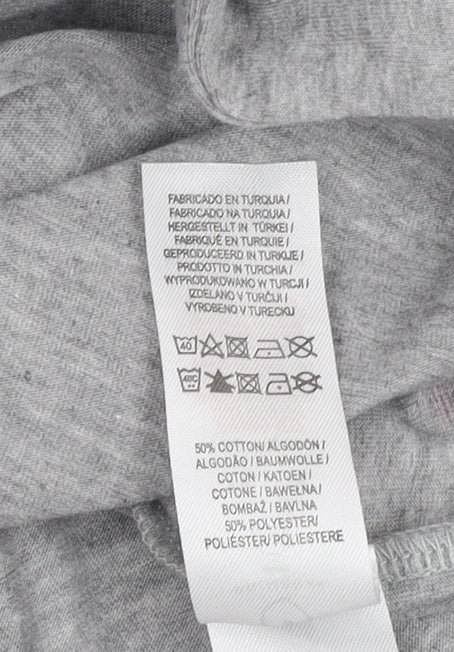 FABRICADO EN TURQUIA /
FABRICADO NA TURQUIA /
HERGESTELLT IN TÜRKEI /
FABRIQUÉ EN TURQUIE /
GEPRODUCEERD IN TURKIJE /
PRODOTTO IN TURCHIA /
WYPRODUKOWANO W TURCJI /
IZDELANO V TURČIJI /
VYROBENO V TURECKU
40
40C
50% COTTON/ ALGODÓN /
ALGODÃO / BAUMWOLLE /
COTON / KATOEN /
COTONE / BAWEŁNA /
BOMBAŽ / BAVLNA
50% POLYESTER/
POLIÉSTER/ POLIESTERE